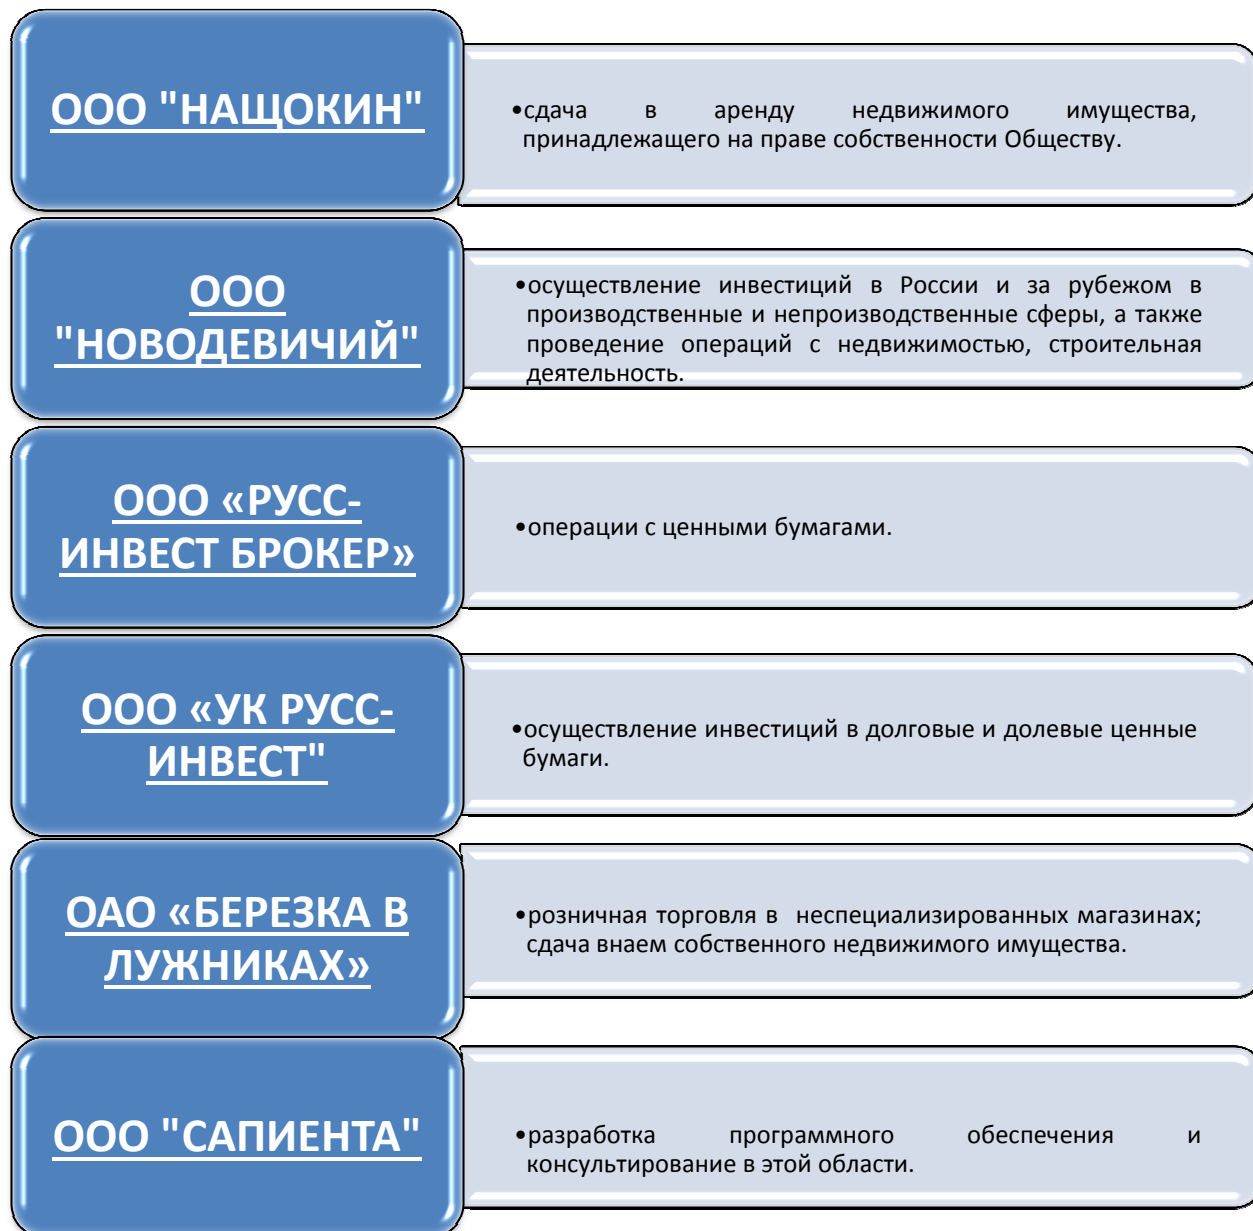 ООО "НАЩОКИН"
•сдача в аренду недвижимого имущества,
принадлежащего на праве собственности Обществу.
ООО
"НОВОДЕВИЧИЙ"
•осуществление инвестиций в России и за рубежом в
производственные и непроизводственные сферы, а также
проведение операций с недвижимостью, строительная
деятельность.
ООО «РУСС-
ИНВЕСТ БРОКЕР»
•операции с ценными бумагами.
ООО «УК РУСС-
ИНВЕСТ"
•осуществление инвестиций в долговые и долевые ценные
бумаги.
ОАО «БЕРЕЗКА В
ЛУЖНИКАХ»
•розничная торговля в неспециализированных магазинах;
сдача внаем собственного недвижимого имущества.
ООО "САПИЕНТА"
•разработка программного обеспечения и
консультирование в этой области.